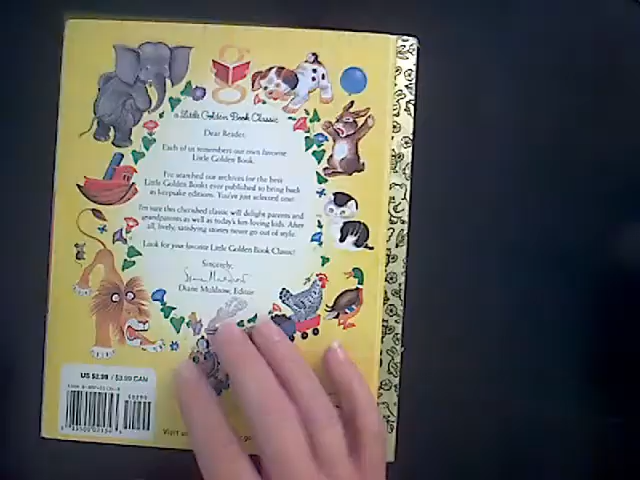 a Little Golden Book Classic
Dear Reader,
Each of us remembers our own favorite
Little Golden Book.
I've searched our archives for the best
Little Golden Books ever published to bring back
in keepsake editions. You've just selected one!
I'm sure this cherished classic will delight parents and
grandparents as well as today's fun-loving kids. After
all, lively, satisfying stories never go out of style.
Look for your favorite Little Golden Book Classic!
Sincerely,
Diane Muldrow
Diane Muldrow, Editor
US $2.99 / $3.99 CAN
Visit